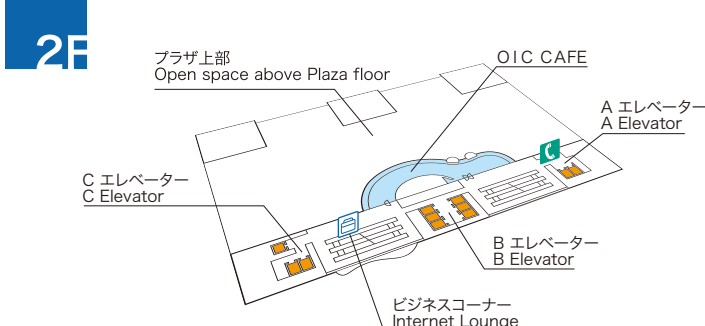 2F
プラザ上部
Open space above Plaza floor
OIC CAFE
A エレベーター
A Elevator
C エレベーター
C Elevator
B エレベーター
B Elevator
ビジネスコーナー
Internet Lounge